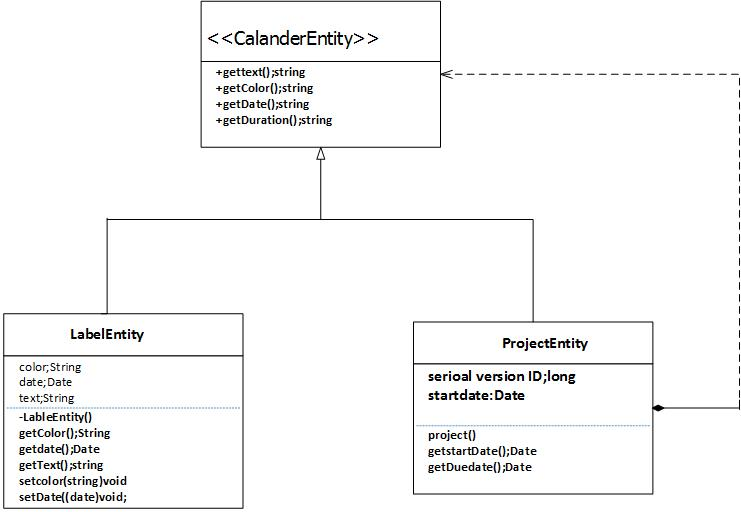 <<CalanderEntity>>
+gettext();string
+getColor();string
+getDate();string
+getDuration();string
LabelEntity
color;String
date;Date
text;String
-LableEntity()
getColor();String
getdate();Date
getText();string
setcolor(string)void
setDate((date)void;
ProjectEntity
serioal version ID;long
startdate:Date
project()
getstartDate();Date
getDuedate();Date